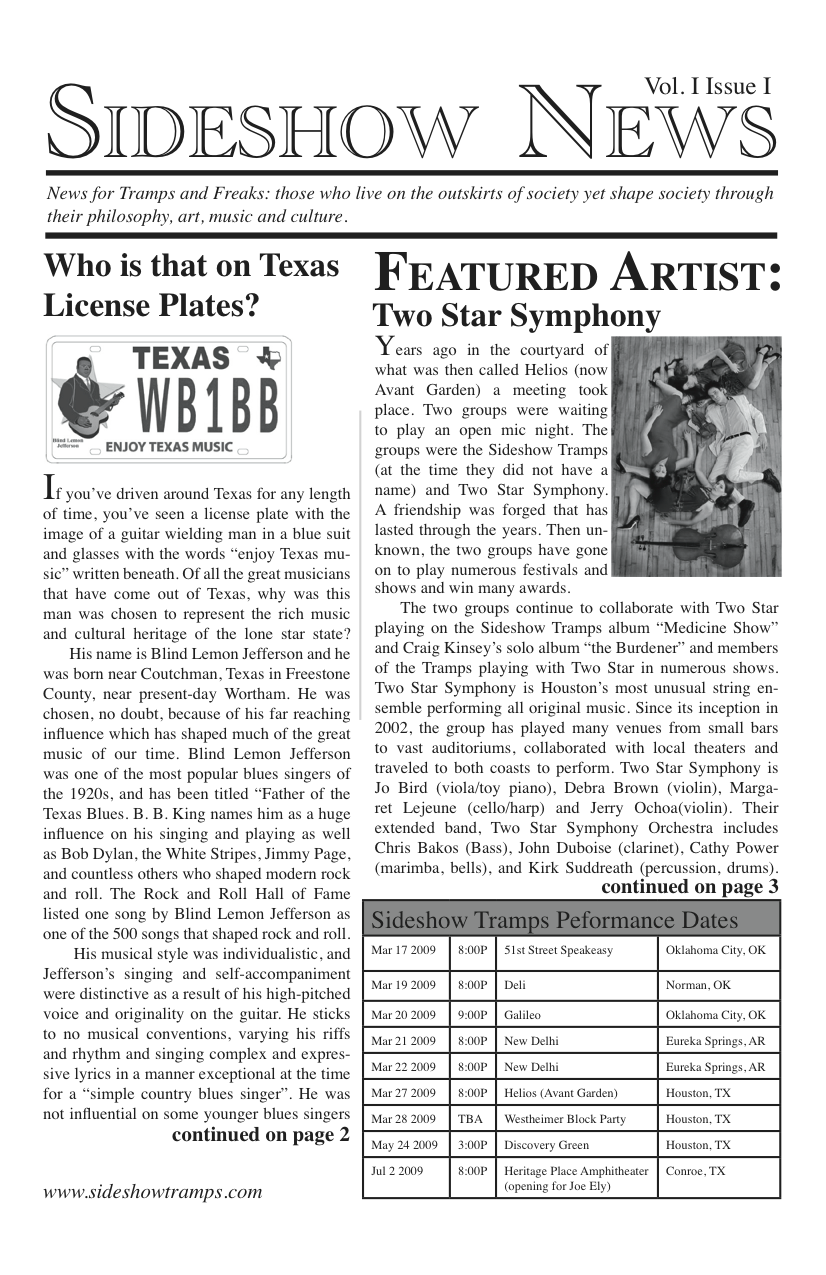 Vol. I Issue I
SIDESHOW NEWS
News for Tramps and Freaks: those who live on the outskirts of society yet shape society through
their philosophy, art, music and culture.
Who is that on Texas
License Plates?
TEXAS
WB1BB
Blind Lemon
Jefferson
ENJOY TEXAS MUSIC
If you’ve driven around Texas for any length
of time, you’ve seen a license plate with the
image of a guitar wielding man in a blue suit
and glasses with the words “enjoy Texas mu-
sic” written beneath. Of all the great musicians
that have come out of Texas, why was this
man was chosen to represent the rich music
and cultural heritage of the lone star state?
His name is Blind Lemon Jefferson and he
was born near Coutchman, Texas in Freestone
County, near present-day Wortham. He was
chosen, no doubt, because of his far reaching
influence which has shaped much of the great
music of our time. Blind Lemon Jefferson
was one of the most popular blues singers of
the 1920s, and has been titled “Father of the
Texas Blues. B. B. King names him as a huge
influence on his singing and playing as well
as Bob Dylan, the White Stripes, Jimmy Page,
and countless others who shaped modern rock
and roll. The Rock and Roll Hall of Fame
listed one song by Blind Lemon Jefferson as
one of the 500 songs that shaped rock and roll.
His musical style was individualistic, and
Jefferson’s singing and self-accompaniment
were distinctive as a result of his high-pitched
voice and originality on the guitar. He sticks
to no musical conventions, varying his riffs
and rhythm and singing complex and expres-
sive lyrics in a manner exceptional at the time
for a “simple country blues singer”. He was
not influential on some younger blues singers
continued on page 2
www.sideshowtramps.com
FEATURED ARTIST:
Two Star Symphony
Years ago in the courtyard of
what was then called Helios (now
Avant Garden) a meeting took
place. Two groups were waiting
to play an open mic night. The
groups were the Sideshow Tramps
(at the time they did not have a
name) and Two Star Symphony.
A friendship was forged that has
lasted through the years. Then un-
known, the two groups have gone
on to play numerous festivals and
shows and win many awards.
The two groups continue to collaborate with Two Star
playing on the Sideshow Tramps album “Medicine Show”
and Craig Kinsey’s solo album “the Burdener” and members
of the Tramps playing with Two Star in numerous shows.
Two Star Symphony is Houston’s most unusual string en-
semble performing all original music. Since its inception in
2002, the group has played many venues from small bars
to vast auditoriums, collaborated with local theaters and
traveled to both coasts to perform. Two Star Symphony is
Jo Bird (viola/toy piano), Debra Brown (violin), Marga-
ret Lejeune (cello/harp) and Jerry Ochoa(violin). Their
extended band, Two Star Symphony Orchestra includes
Chris Bakos (Bass), John Duboise (clarinet), Cathy Power
(marimba, bells), and Kirk Suddreath (percussion, drums).
continued on page 3
Sideshow Tramps Peformance Dates
Mar 17 2009 8:00P 51st Street Speakeasy Oklahoma City, OK
Mar 19 2009 8:00P Deli Norman, OK
Mar 20 2009 9:00P Galileo Oklahoma City, OK
Mar 21 2009 8:00P New Delhi Eureka Springs, AR
Mar 22 2009 8:00P New Delhi Eureka Springs, AR
Mar 27 2009 8:00P Helios (Avant Garden) Houston, TX
Mar 28 2009 TBA Westheimer Block Party Houston, TX
May 24 2009 3:00P Discovery Green Houston, TX
Jul 2 2009 8:00P Heritage Place Amphitheater Conroe, TX
(opening for Joe Ely)